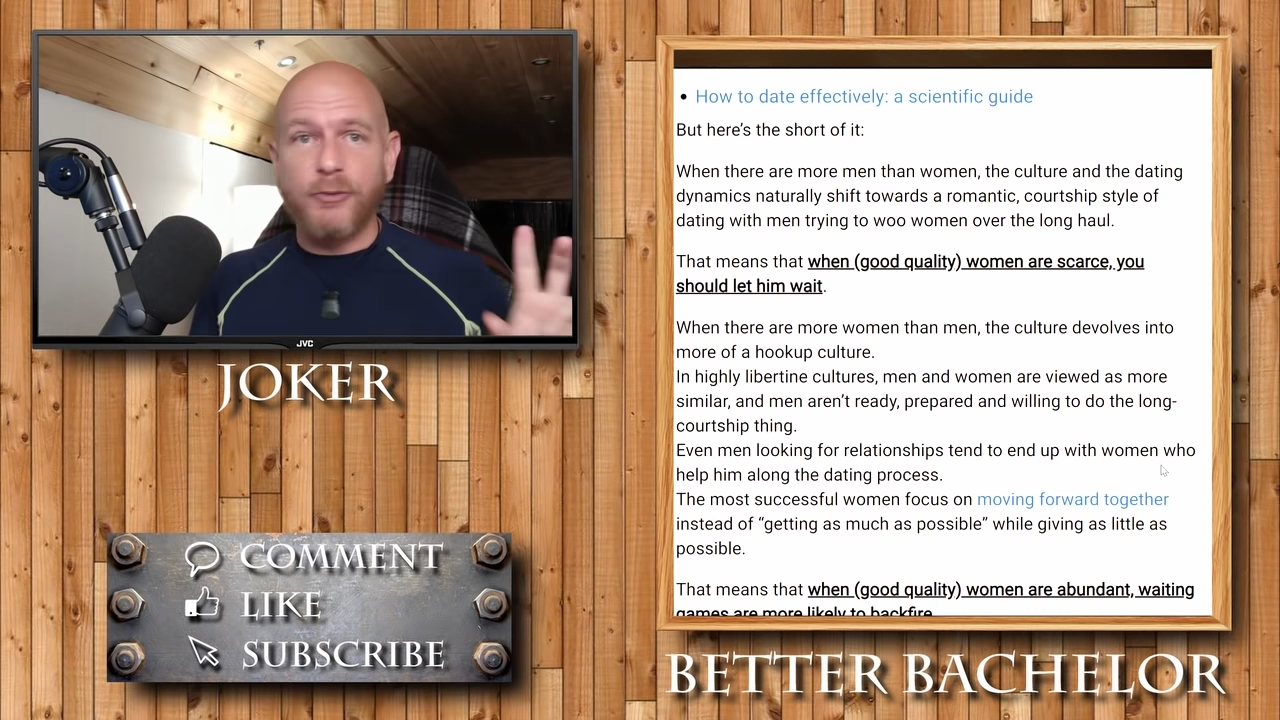 JVC
JOKER
COMMENT
LIKE
SUBSCRIBE
How to date effectively: a scientific guide
But here's the short of it:
When there are more men than women, the culture and the dating
dynamics naturally shift towards a romantic, courtship style of
dating with men trying to woo women over the long haul.
That means that when (good quality) women are scarce, you
should let him wait.
When there are more women than men, the culture devolves into
more of a hookup culture.
In highly libertine cultures, men and women are viewed as more
similar, and men aren't ready, prepared and willing to do the long-
courtship thing.
Even men looking for relationships tend to end up with women who
help him along the dating process.
The most successful women focus on moving forward together
instead of “getting as much as possible” while giving as little as
possible.
That means that when (good quality) women are abundant, waiting
games are more likely to backfire
BETTER BACHELOR